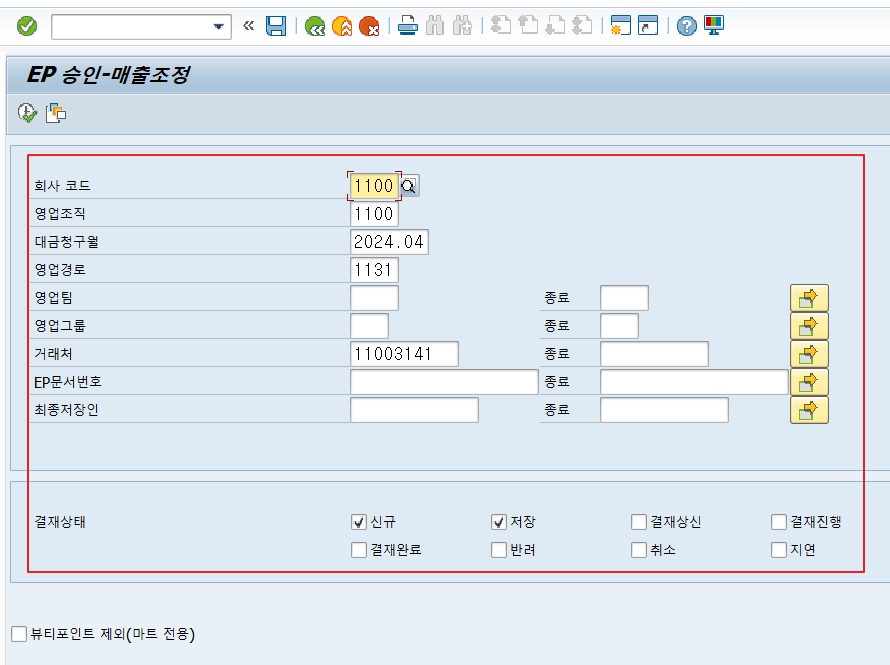 EP 승인-매출조정
회사 코드 1100
영업조직 1100
대금청구월 2024.04
영업경로 1131
영업팀 종료
영업그룹 종료
거래처 11003141 종료
EP문서번호 종료
최종저장인 종료
결재상태 신규 저장 결재상신 결재진행
결재완료 반려 취소 지연
뷰티포인트 제외(마트 전용)